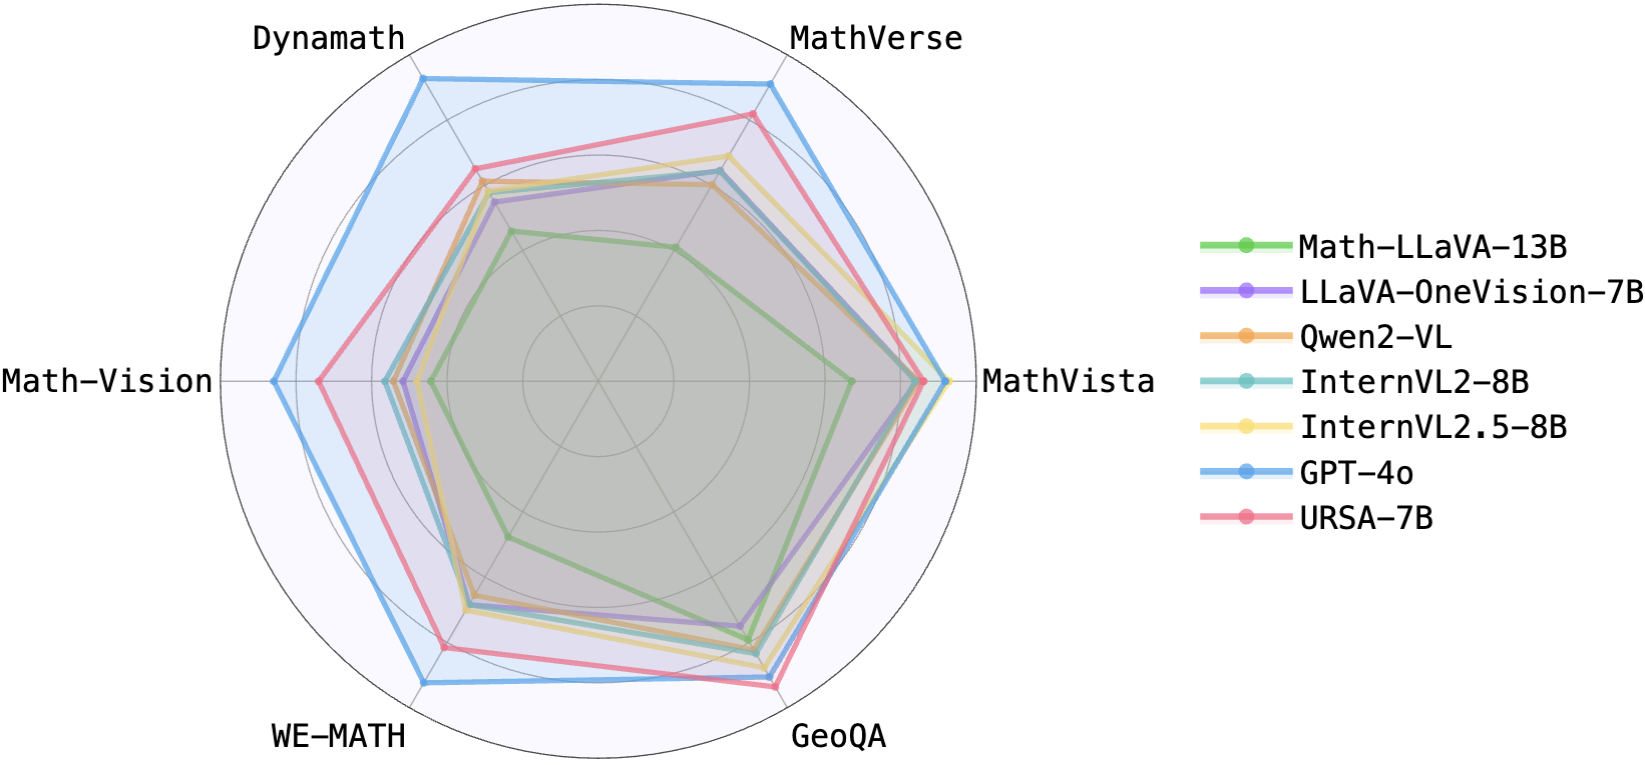 Dynamath
MathVerse
Math-Vision
MathVista
WE-MATH
GeoQA
Math-LLaVA-13B
LLaVA-OneVision-7B
Qwen2-VL
InternVL2-8B
InternVL2.5-8B
GPT-4o
URSA-7B